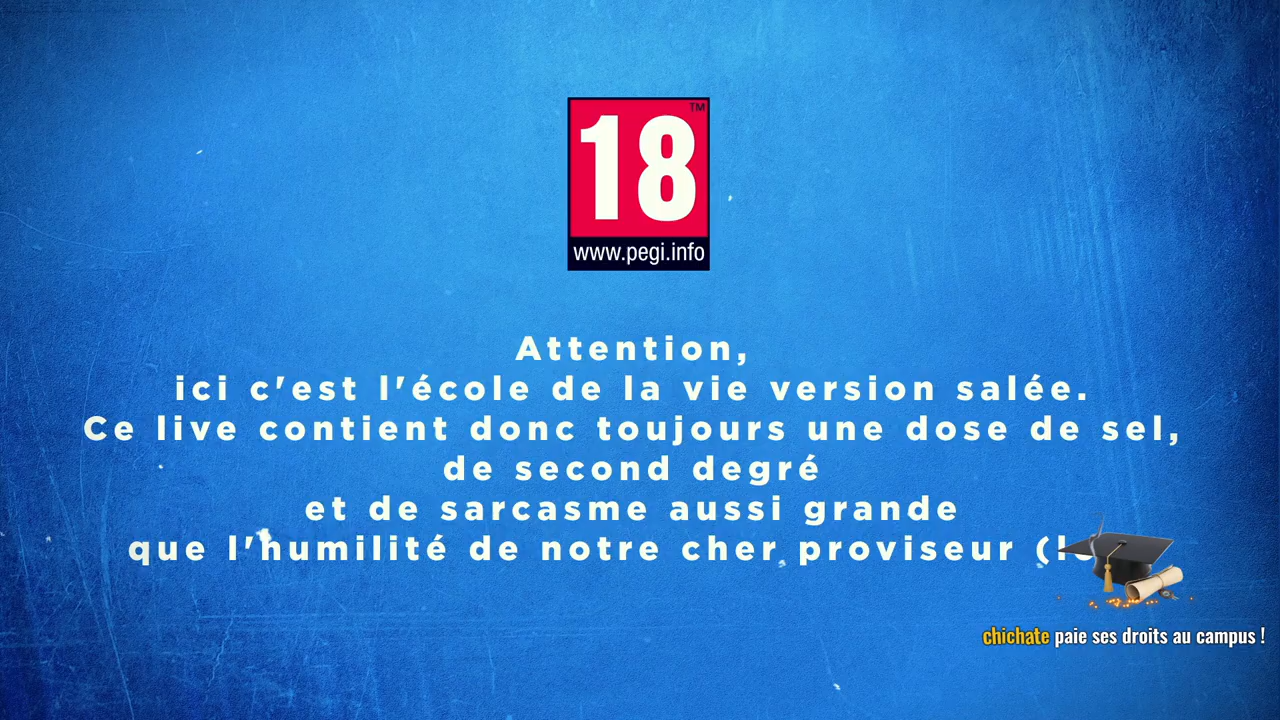 18
TM
www.pegi.info
Attention,
ici c'est l'école de la vie version salée.
Ce live contient donc toujours une dose de sel,
de second degré
et de sarcasme aussi grande
que l'humilité de notre cher proviseur
chichate paie ses droits au campus !